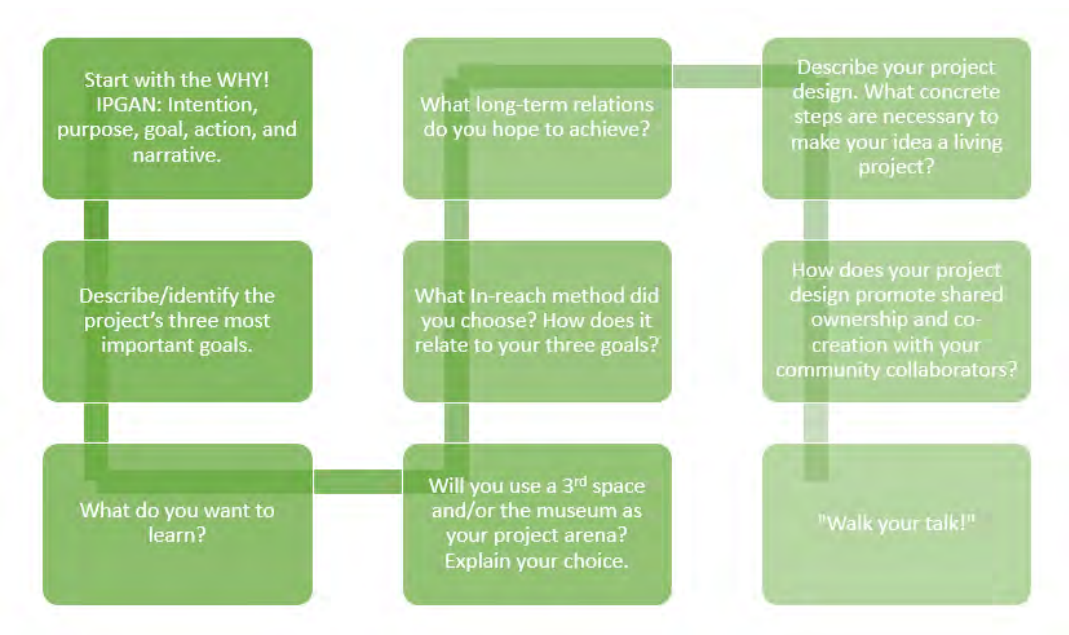 Start with the WHY!
IPGAN: Intention,
purpose, goal, action, and
narrative.
Describe/identify the
project's three most
important goals.
What do you want to
learn?
Will you use a 3rd space
and/or the museum as
your project arena?
Explain your choice.
What In-reach method did
you choose? How does it
relate to your three goals?
What long-term relations
do you hope to achieve?
Describe your project
design. What concrete
steps are necessary to
make your idea a living
project?
How does your project
design promote shared
ownership and co-
creation with your
community collaborators?
"Walk your talk!"